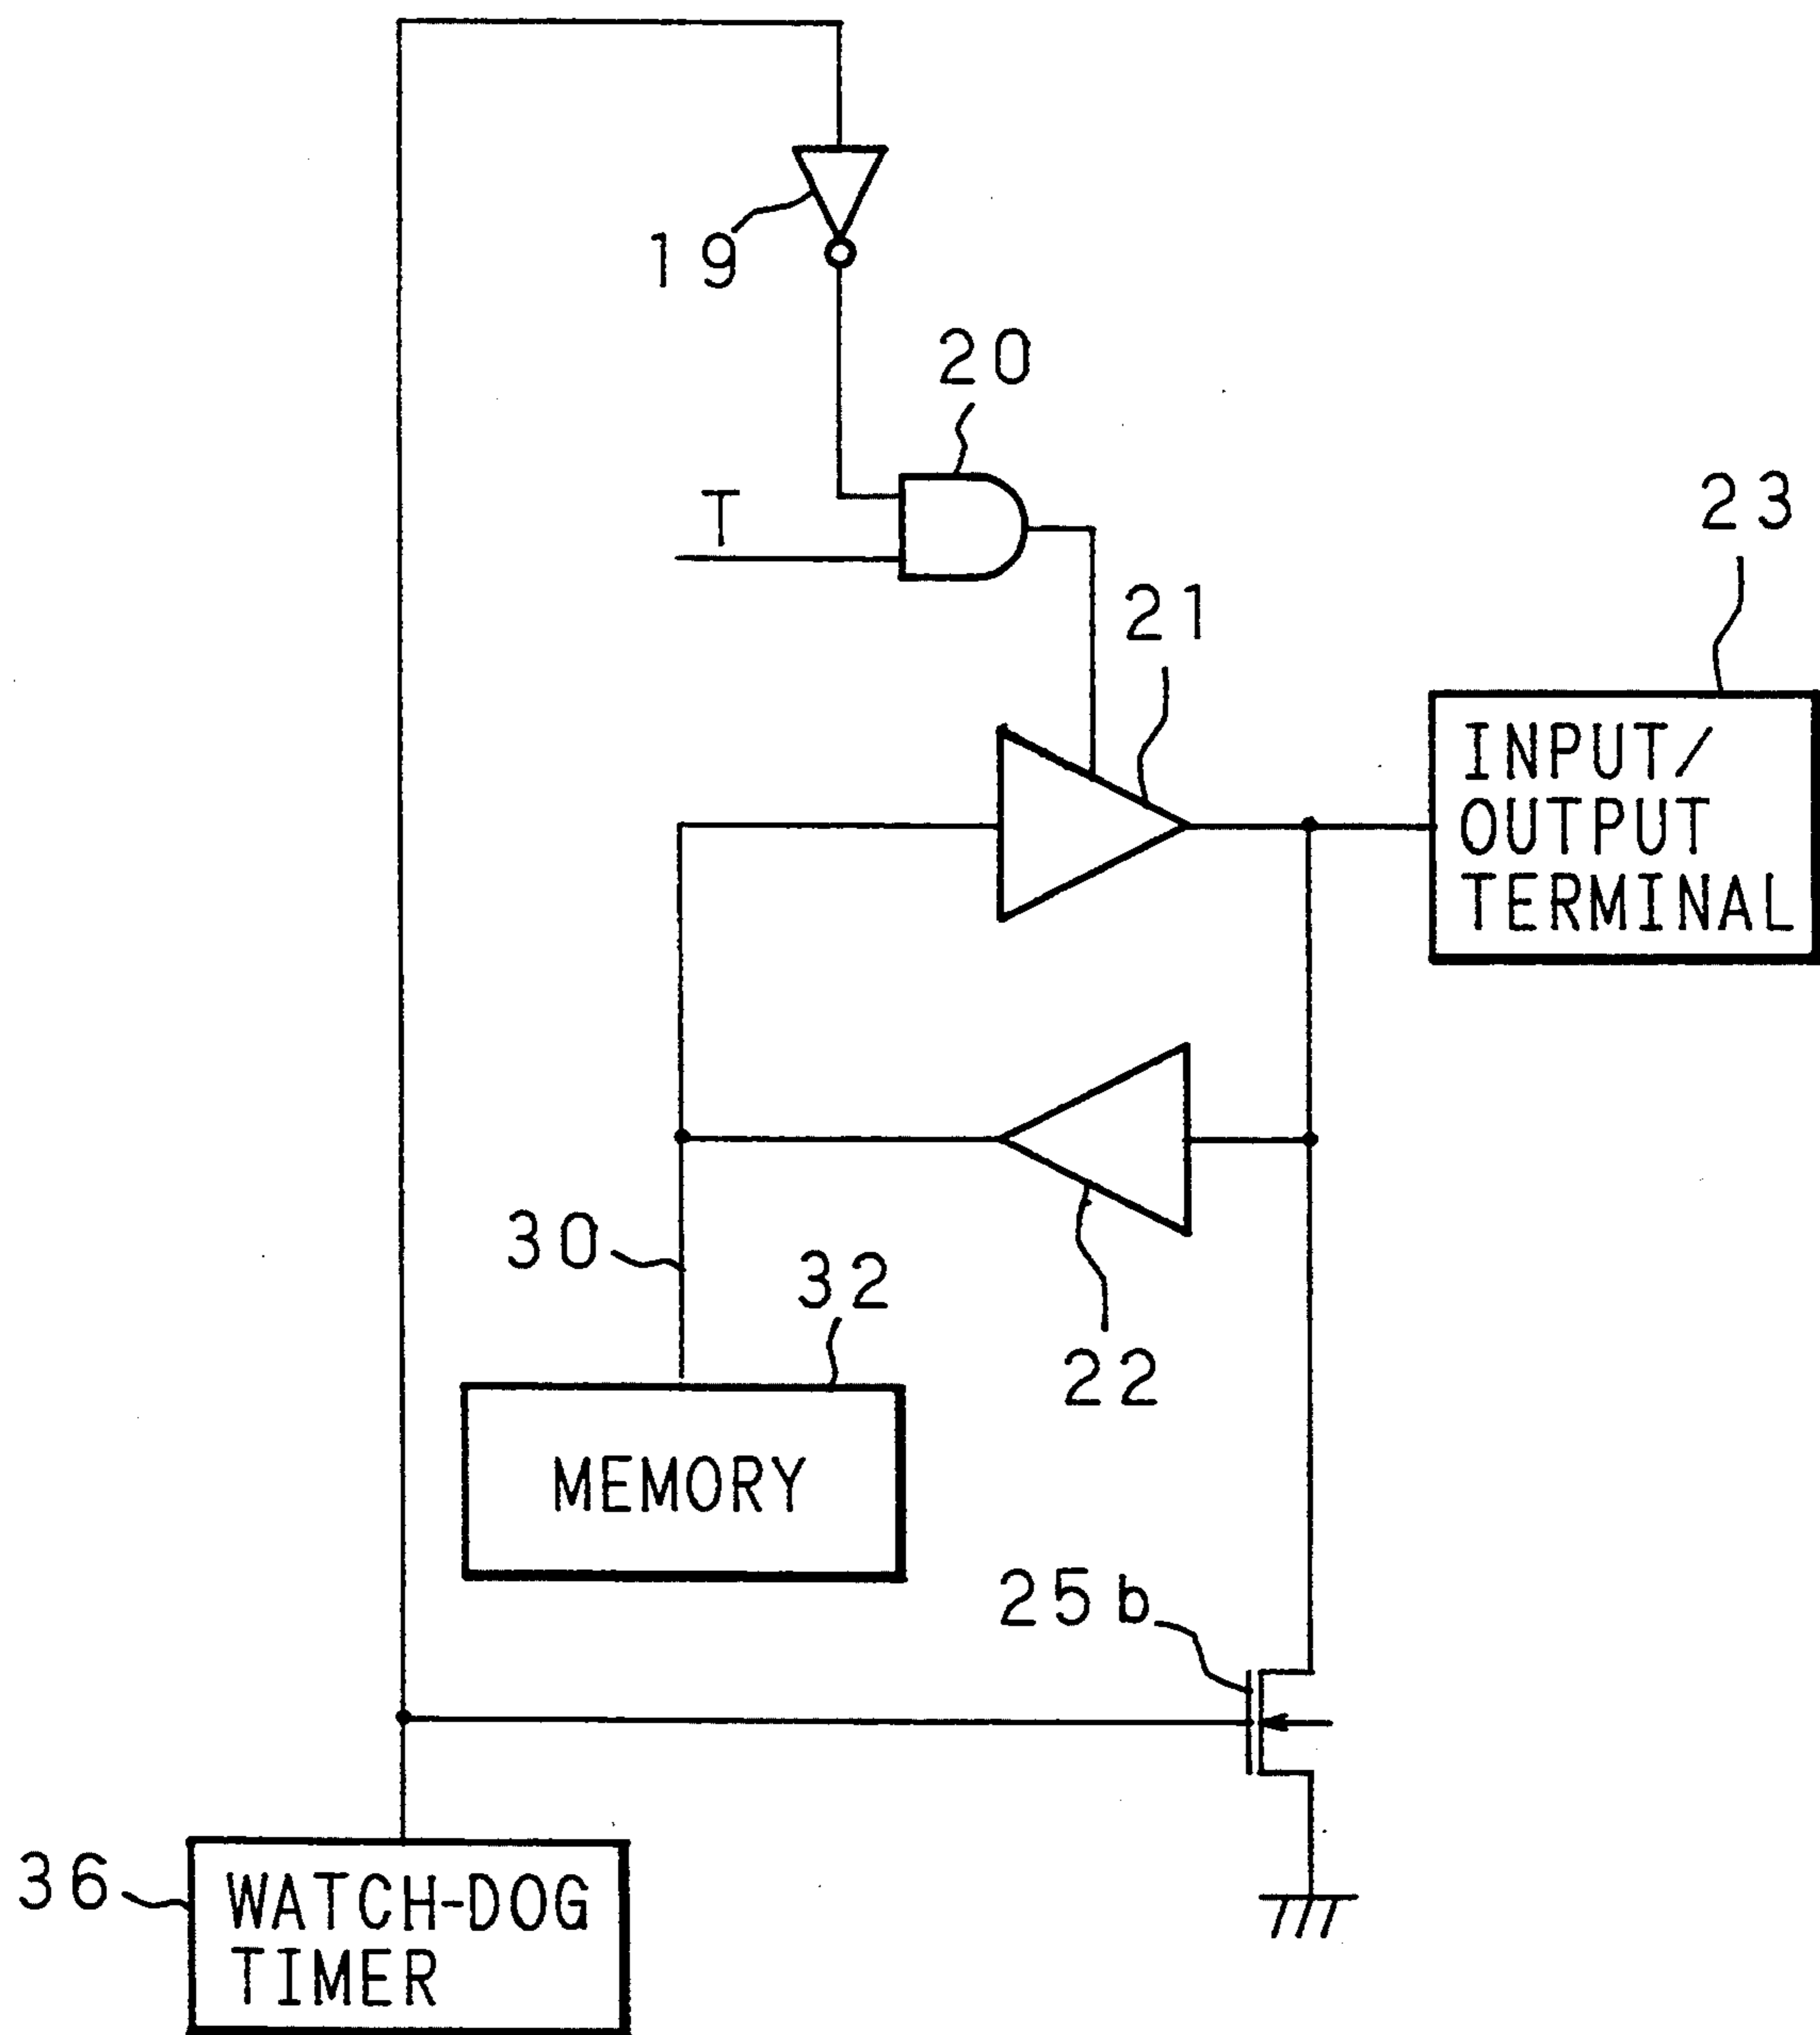 19
20
T
23
21
INPUT/
OUTPUT
TERMINAL
30
32
22
MEMORY
25b
36
WATCH-DOG
TIMER